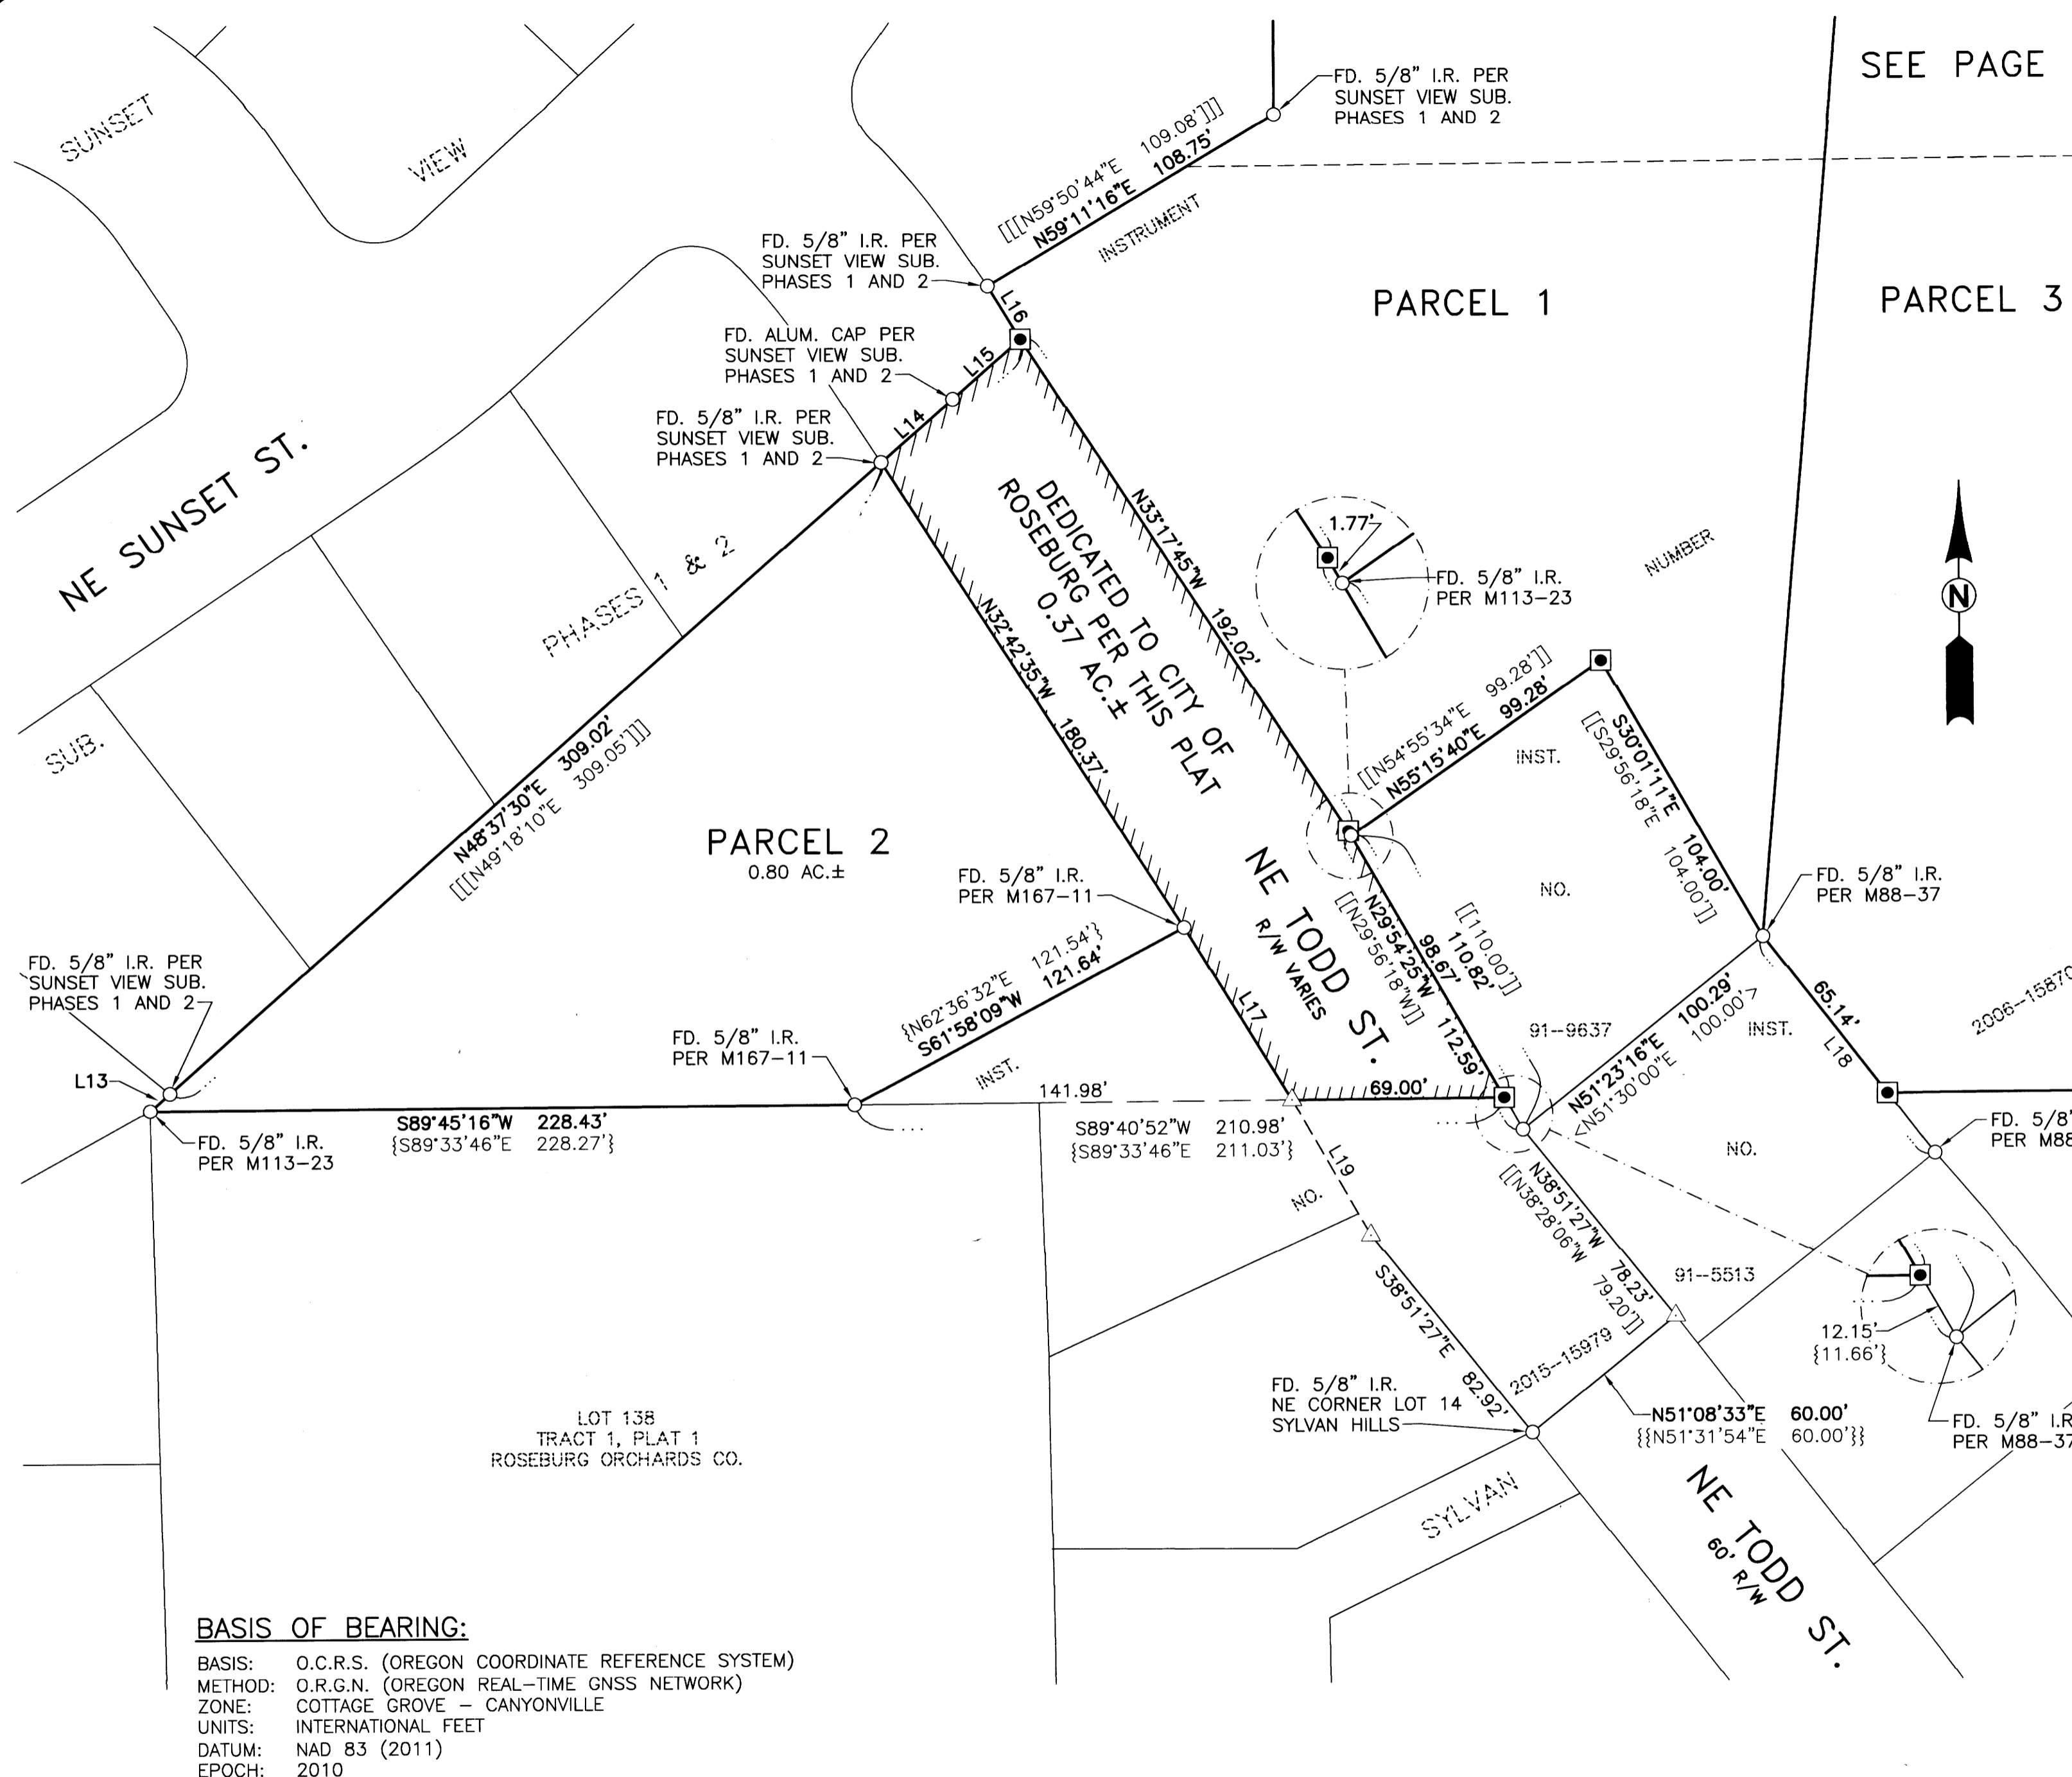 SEE PAGE
SUNSET
VIEW
FD. 5/8" I.R. PER
SUNSET VIEW SUB.
PHASES 1 AND 2
[[[N59°50'44"E 109.08']]]
N59°11'16"E 108.75'
INSTRUMENT
FD. 5/8" I.R. PER
SUNSET VIEW SUB.
PHASES 1 AND 2
L16
PARCEL 1
PARCEL 3
FD. ALUM. CAP PER
SUNSET VIEW SUB.
PHASES 1 AND 2
L15
L14
FD. 5/8" I.R. PER
SUNSET VIEW SUB.
PHASES 1 AND 2
NE SUNSET ST.
PHASES 1 & 2
SUB.
DEDICATED TO CITY OF
ROSEBURG PER THIS PLAT
0.37 AC.±
N33°17'45"W 192.02'
N32°42'35"W 180.37'
1.77'
FD. 5/8" I.R.
PER M113-23
NUMBER
N
[[N54°55'34"E 99.28']]
N55°15'40"E 99.28'
INST.
S30°01'11"E 104.00'
[[S29°56'18"E 104.00']]
N48°37'30"E 309.02'
[[[N49°18'10"E 309.05']]]
PARCEL 2
0.80 AC.±
FD. 5/8" I.R.
PER M167-11
NE TODD ST.
R/W VARIES
NO.
FD. 5/8" I.R.
PER M88-37
[[110.00']]
110.82'
98.67'
N29°54'25"W 112.59'
[[N29°56'18"W]]
FD. 5/8" I.R. PER
SUNSET VIEW SUB.
PHASES 1 AND 2
L13
{N62°36'32"E 121.54'}
S61°58'09"W 121.64'
L17
65.14'
L18
2006-15870
91-9637
N51°23'16"E 100.29'
<N51°30'00"E 100.00'>
INST.
FD. 5/8" I.R.
PER M167-11
INST.
141.98'
69.00'
S89°45'16"W 228.43'
{S89°33'46"E 228.27'}
S89°40'52"W 210.98'
{S89°33'46"E 211.03'}
FD. 5/8" I.R.
PER M113-23
FD. 5/8"
PER M88
NO.
L19
NO.
N38°51'27"W 78.23'
[[N38°28'06"W 79.20']]
91-5513
S38°51'27"E 82.92'
12.15'
{11.66'}
2015-15979
FD. 5/8" I.R.
NE CORNER LOT 14
SYLVAN HILLS
N51°08'33"E 60.00'
{{N51°31'54"E 60.00'}}
FD. 5/8" I.R
PER M88-37
LOT 138
TRACT 1, PLAT 1
ROSEBURG ORCHARDS CO.
SYLVAN
NE TODD ST.
60' R/W
BASIS OF BEARING:
BASIS: O.C.R.S. (OREGON COORDINATE REFERENCE SYSTEM)
METHOD: O.R.G.N. (OREGON REAL-TIME GNSS NETWORK)
ZONE: COTTAGE GROVE - CANYONVILLE
UNITS: INTERNATIONAL FEET
DATUM: NAD 83 (2011)
EPOCH: 2010